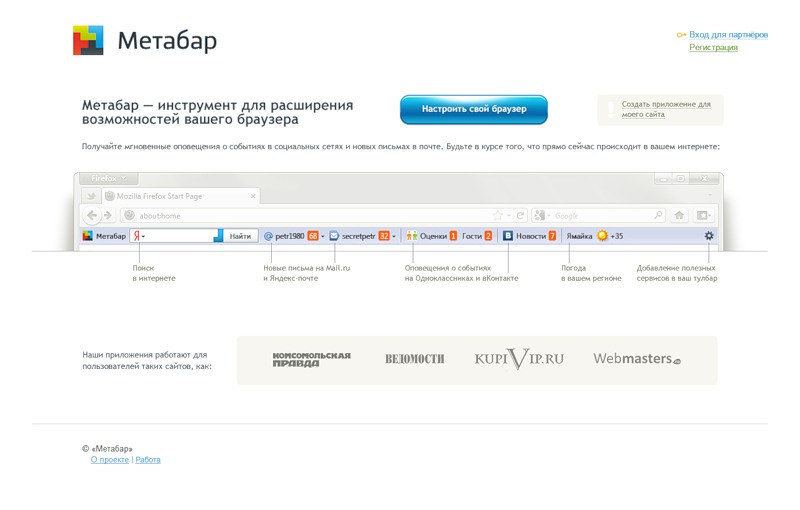 Метабар
Вход для партнёров
Регистрация
Метабар — инструмент для расширения
возможностей вашего браузера
Настроить свой браузер
Создать приложение для
моего сайта
Получайте мгновенные оповещения о событиях в социальных сетях и новых письмах в почте. Будьте в курсе того, что прямо сейчас происходит в вашем интернете:
Firefox
Mozilla Firefox Start Page
about:home
Google
Метабар Я Найти petr1980 68 secretpetr 32 Оценки 1 Гости 2 В Новости 7 Ямайка +35
Поиск
в интернете
Новые письма на Mail.ru
и Яндекс-почте
Оповещения о событиях
на Одноклассниках и вКонтакте
Погода
в вашем регионе
Добавление полезных
сервисов в ваш тулбар
Наши приложения работают для
пользователей таких сайтов, как:
КОМСОМОЛЬСКАЯ
ПРАВДА
ВЕДОМОСТИ
KUPIVIP.RU
Webmasters
© «Метабар»
О проекте | Работа